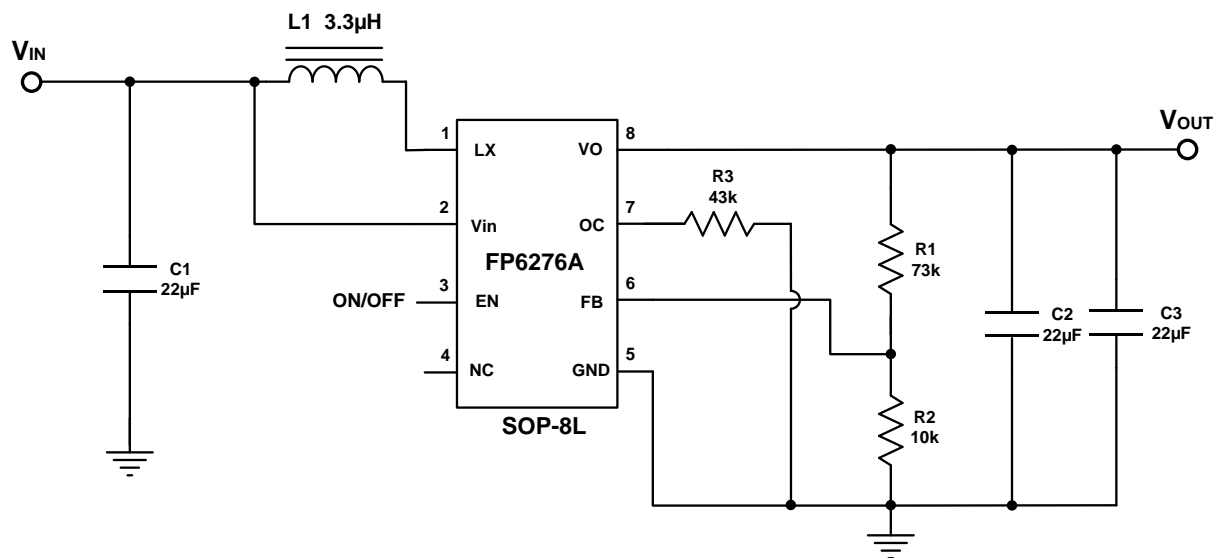 L1 3.3µH
VIN
VOUT
1
LX
VO
8
R3
43k
2
Vin
OC
7
FP6276A
R1
73k
C1
22µF
ON/OFF
3
EN
FB
6
C2
22µF
C3
22µF
4
NC
GND
5
R2
10k
SOP-8L